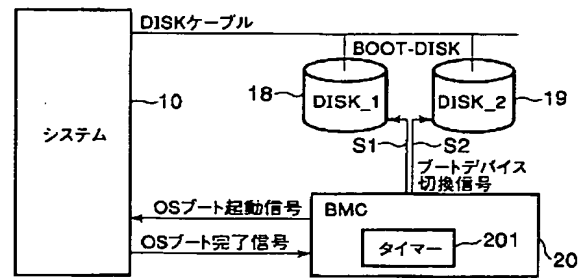 DISKケーブル
BOOT-DISK
18
DISK_1
DISK_2
19
10
システム
S1
S2
ブートデバイス
切換信号
OSブート起動信号
BMC
OSブート完了信号
タイマー
201
20